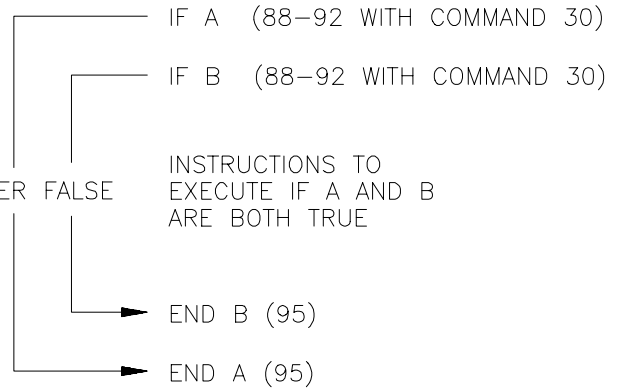 IF A (88-92 WITH COMMAND 30)
IF B (88-92 WITH COMMAND 30)
INSTRUCTIONS TO
FALSE EXECUTE IF A AND B
ARE BOTH TRUE
END B (95)
END A (95)